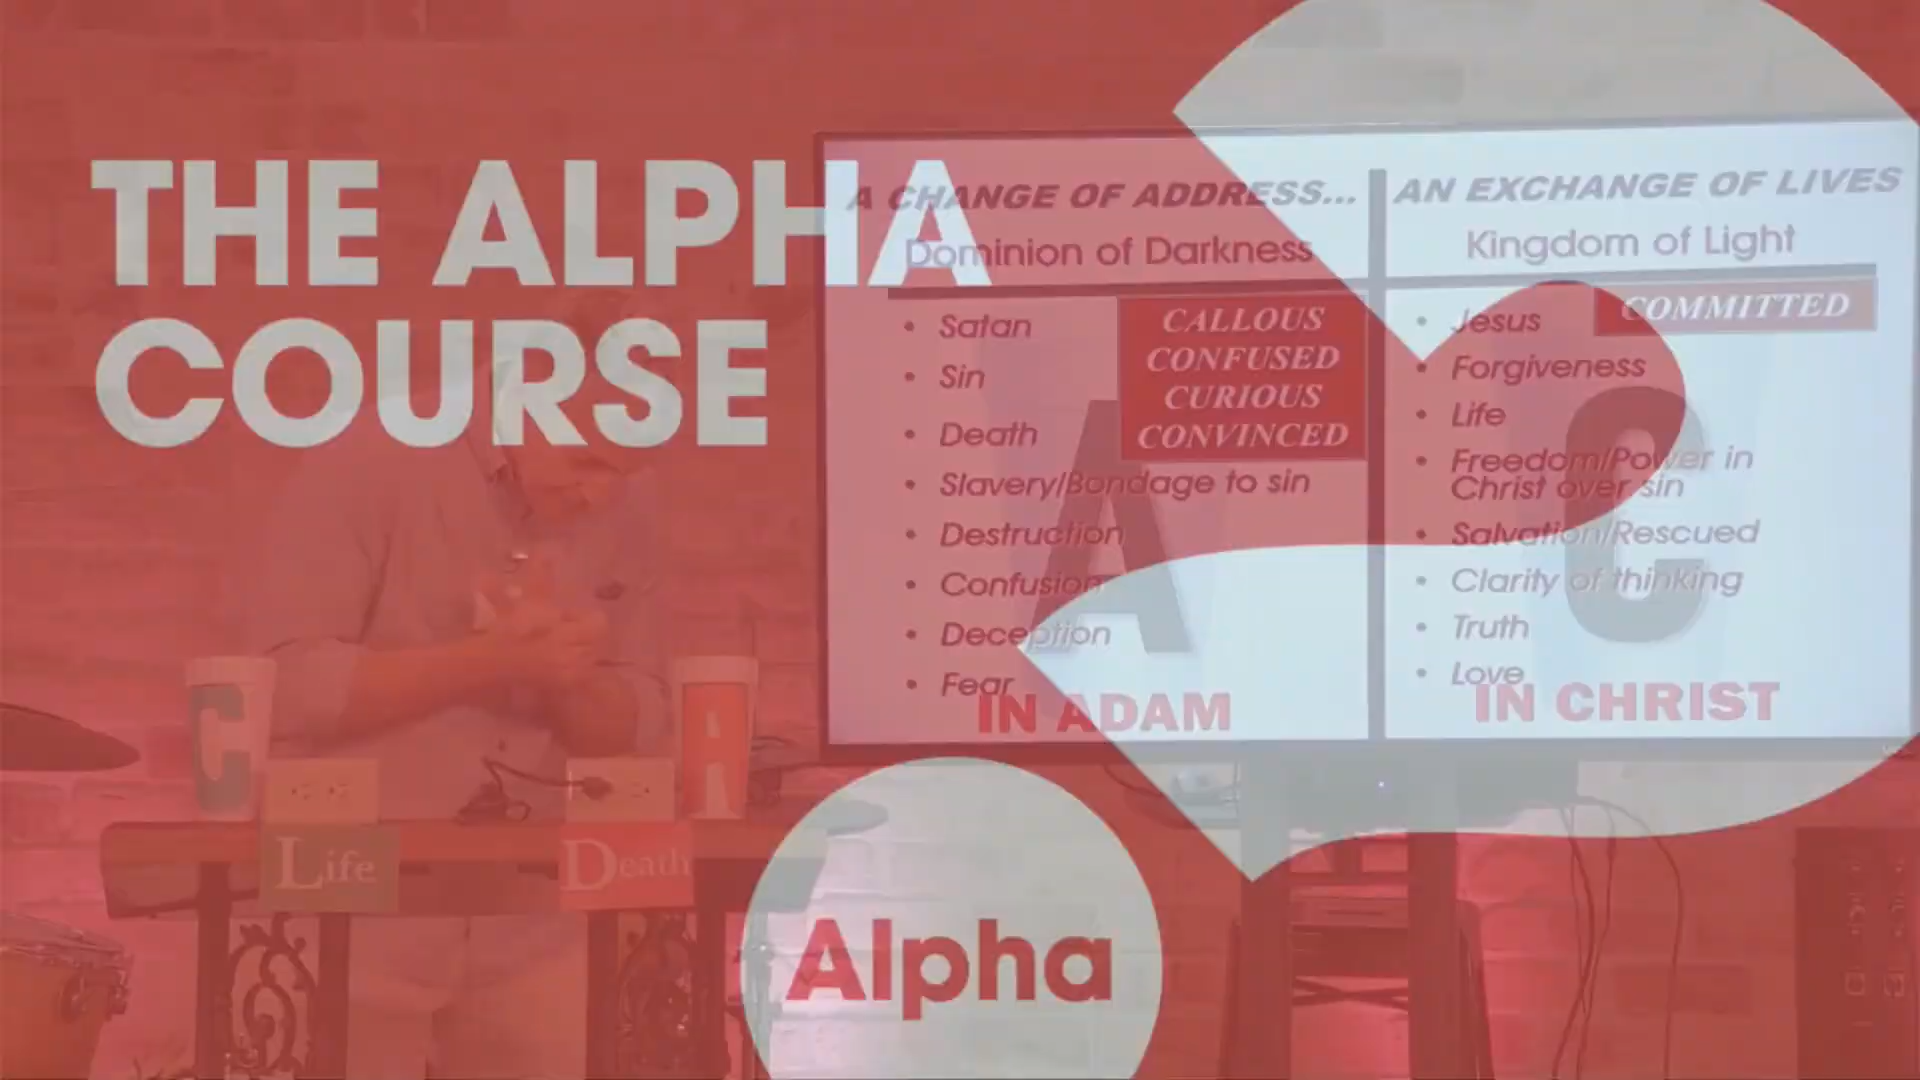 THE ALPHA
COURSE
A CHANGE OF ADDRESS...
Dominion of Darkness
• Satan
• Sin
• Death
• Slavery/Bondage to sin
• Destruction
• Confusion
• Deception
• Fear
CALLOUS
CONFUSED
CURIOUS
CONVINCED
A
IN ADAM
AN EXCHANGE OF LIVES
Kingdom of Light
• Jesus
• Forgiveness
• Life
• Freedom/Power in
Christ over sin
• Salvation/Rescued
• Clarity of thinking
• Truth
• Love
COMMITTED
C
IN CHRIST
C
A
Life
Death
Alpha